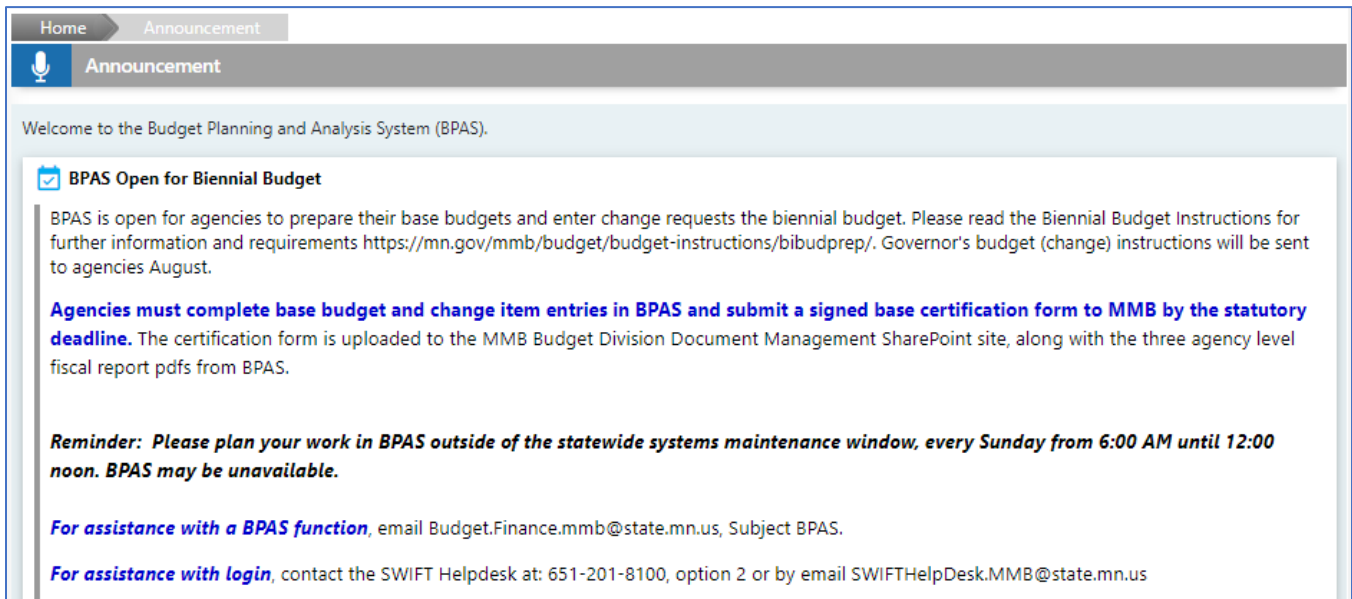 Home
Announcement
Announcement
Welcome to the Budget Planning and Analysis System (BPAS).
BPAS Open for Biennial Budget
BPAS is open for agencies to prepare their base budgets and enter change requests the biennial budget. Please read the Biennial Budget Instructions for
further information and requirements https://mn.gov/mmb/budget/budget-instructions/bibudprep/. Governor's budget (change) instructions will be sent
to agencies August.
Agencies must complete base budget and change item entries in BPAS and submit a signed base certification form to MMB by the statutory
deadline. The certification form is uploaded to the MMB Budget Division Document Management SharePoint site, along with the three agency level
fiscal report pdfs from BPAS.
Reminder: Please plan your work in BPAS outside of the statewide systems maintenance window, every Sunday from 6:00 AM until 12:00
noon. BPAS may be unavailable.
For assistance with a BPAS function, email Budget.Finance.mmb@state.mn.us, Subject BPAS.
For assistance with login, contact the SWIFT Helpdesk at: 651-201-8100, option 2 or by email SWIFTHelpDesk.MMB@state.mn.us